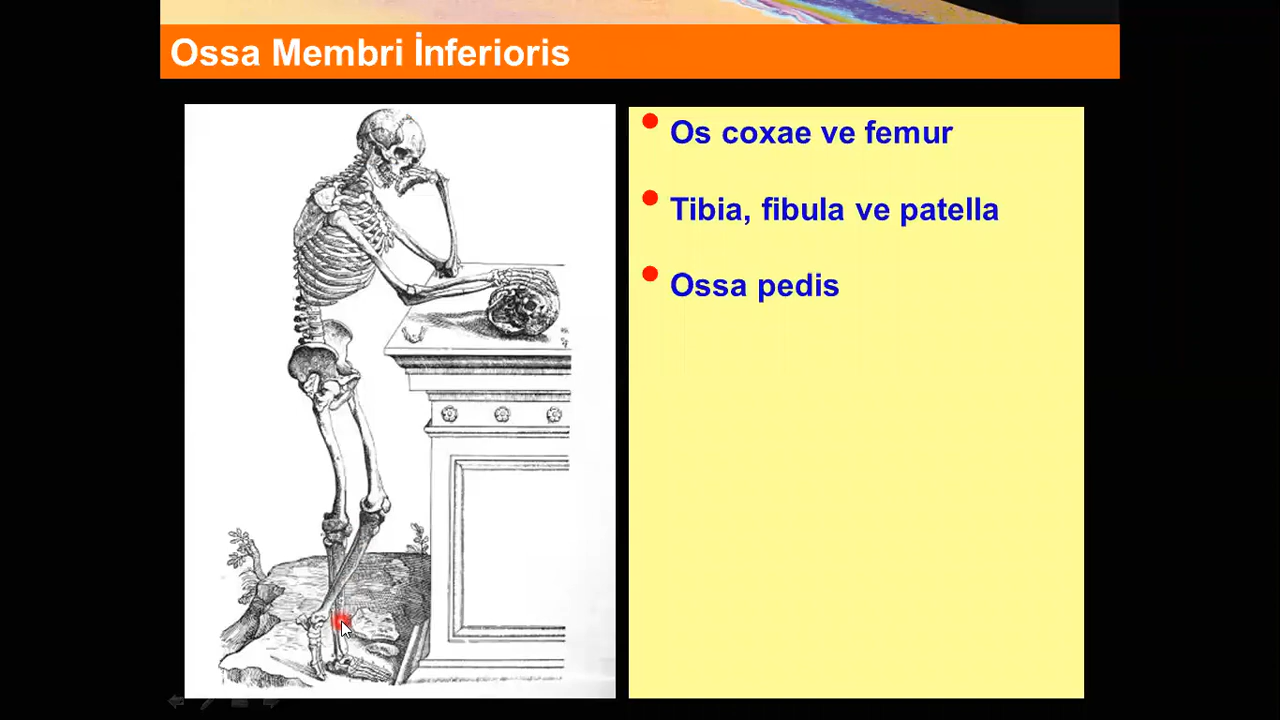 Ossa Membri İnferioris
Os coxae ve femur
Tibia, fibula ve patella
Ossa pedis